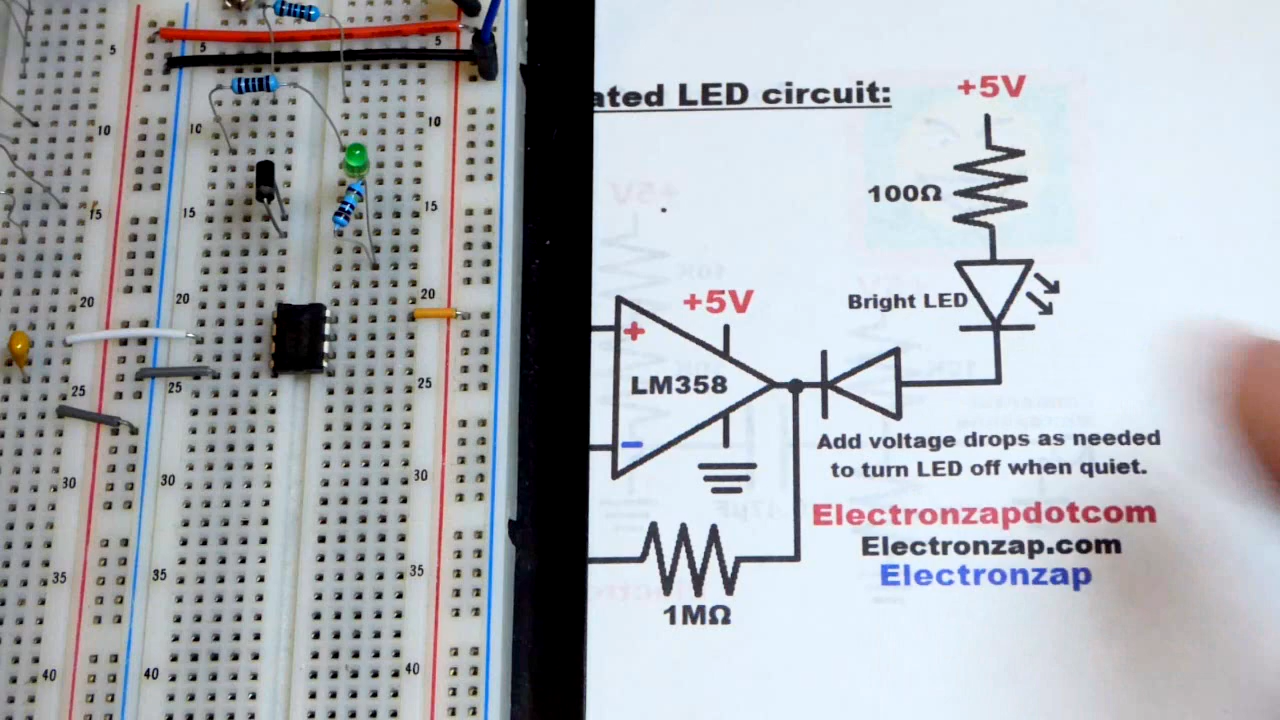 ated LED circuit:
+5V
100Ω
Bright LED
+5V
+
LM358
−
Add voltage drops as needed
to turn LED off when quiet.
Electronzapdotcom
Electronzap.com
Electronzap
1MΩ
5
5
5
10
10
10
15
15
15
20
20
20
25
25
25
30
30
30
35
35
35
40
40
40